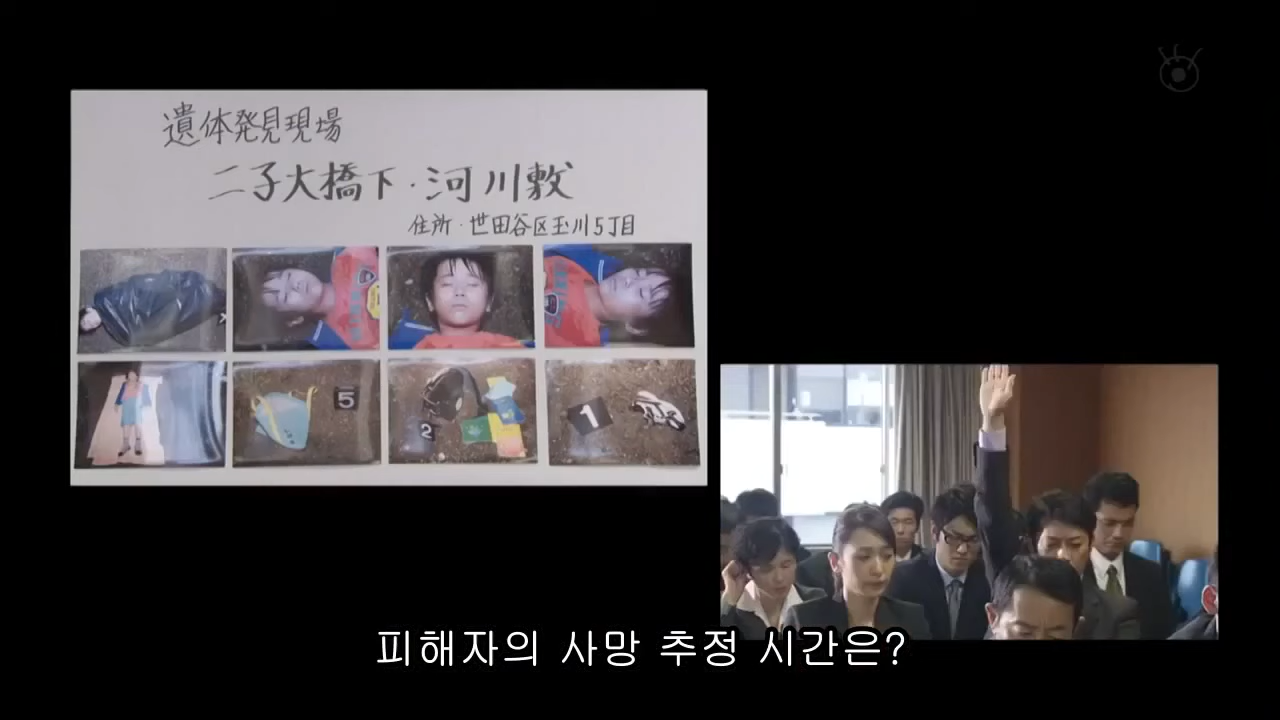 遺体発見現場
二子大橋下・河川敷
住所・世田谷区玉川5丁目
5
2
1
피해자의 사망 추정 시간은?